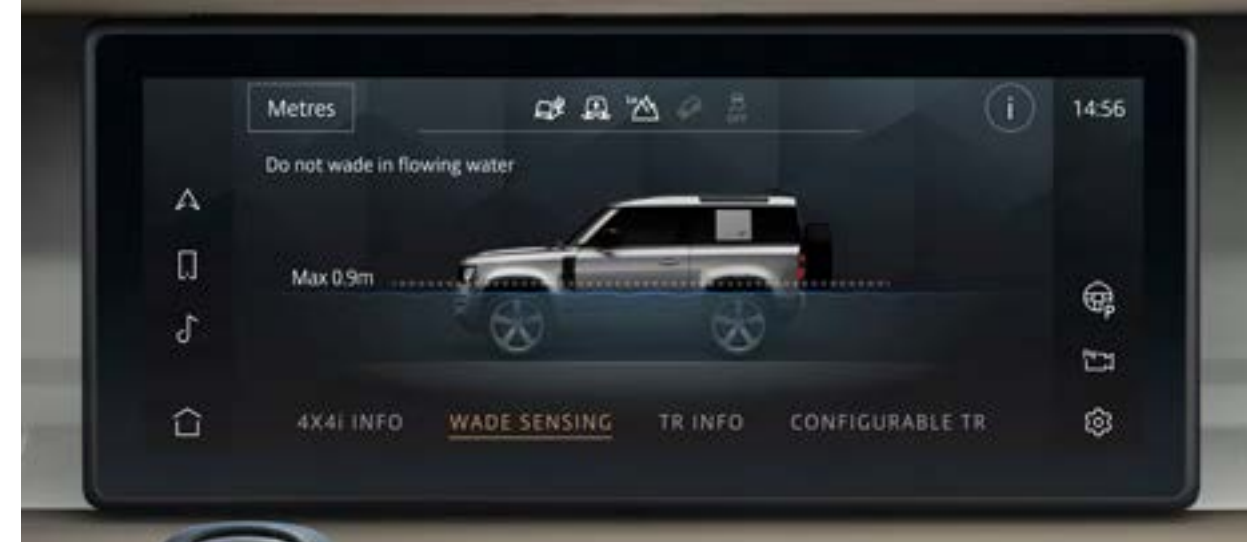 Metres
i
14:56
Do not wade in flowing water
Max 0.9m
4X4i INFO
WADE SENSING
TR INFO
CONFIGURABLE TR